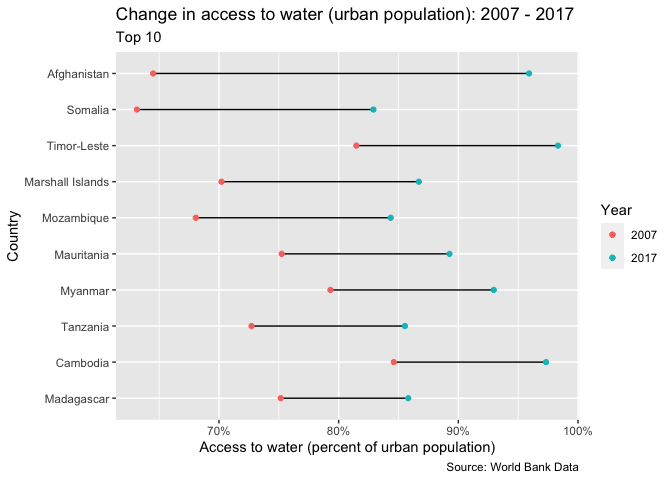 Change in access to water (urban population): 2007 - 2017
Top 10
Afghanistan
Somalia
Timor-Leste
Marshall Islands
Mozambique
Mauritania
Myanmar
Tanzania
Cambodia
Madagascar
Country
70%
80%
90%
100%
Access to water (percent of urban population)
Year
2007
2017
Source: World Bank Data